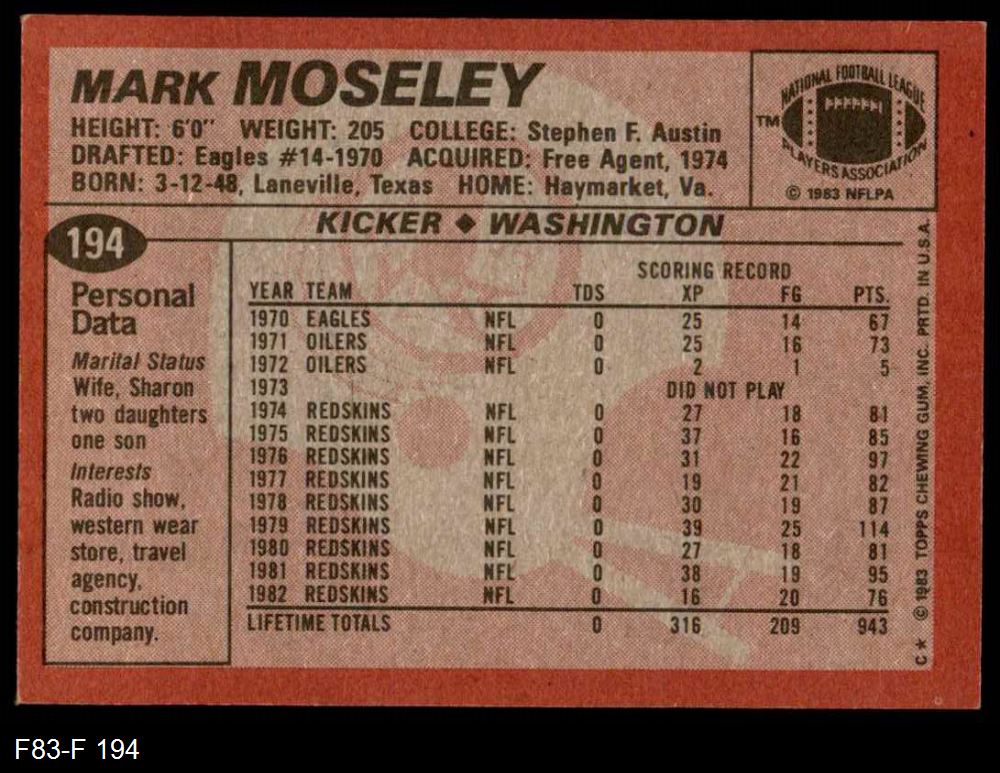 MARK MOSELEY
HEIGHT: 6'0" WEIGHT: 205 COLLEGE: Stephen F. Austin
DRAFTED: Eagles #14-1970 ACQUIRED: Free Agent, 1974
BORN: 3-12-48, Laneville, Texas HOME: Haymarket, Va.
NATIONAL FOOTBALL LEAGUE
TM
PLAYERS ASSOCIATION
© 1983 NFLPA
KICKER ♦ WASHINGTON
194
Personal
Data
Marital Status
Wife, Sharon
two daughters
one son
Interests
Radio show,
western wear
store, travel
agency,
construction
company.
SCORING RECORD
YEAR TEAM TDS XP FG PTS.
1970 EAGLES NFL 0 25 14 67
1971 OILERS NFL 0 25 16 73
1972 OILERS NFL 0 2 1 5
1973 DID NOT PLAY
1974 REDSKINS NFL 0 27 18 81
1975 REDSKINS NFL 0 37 16 85
1976 REDSKINS NFL 0 31 22 97
1977 REDSKINS NFL 0 19 21 82
1978 REDSKINS NFL 0 30 19 87
1979 REDSKINS NFL 0 39 25 114
1980 REDSKINS NFL 0 27 18 81
1981 REDSKINS NFL 0 38 19 95
1982 REDSKINS NFL 0 16 20 76
LIFETIME TOTALS 0 316 209 943
C★ © 1983 TOPPS CHEWING GUM, INC. PRTD. IN U.S.A.
F83-F 194